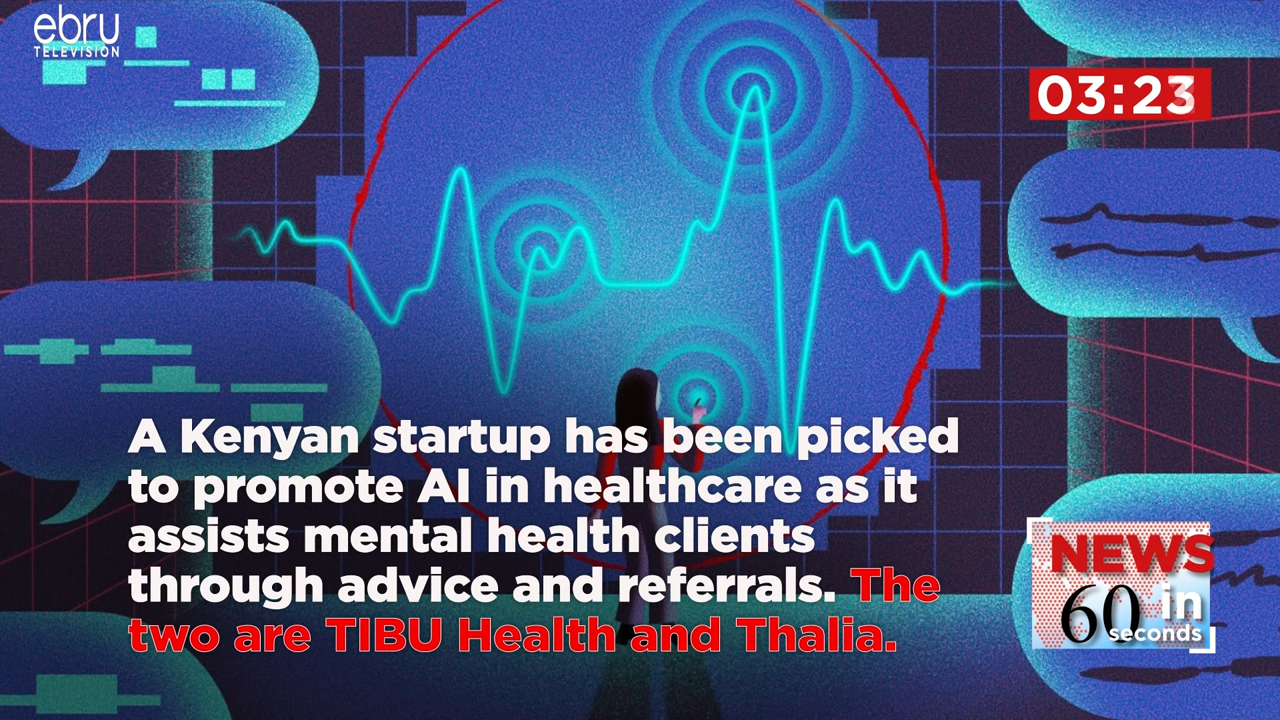 ebru
TELEVISION
03:23
A Kenyan startup has been picked
to promote AI in healthcare as it
assists mental health clients
through advice and referrals. The
two are TIBU Health and Thalia.
NEWS
60 in
seconds